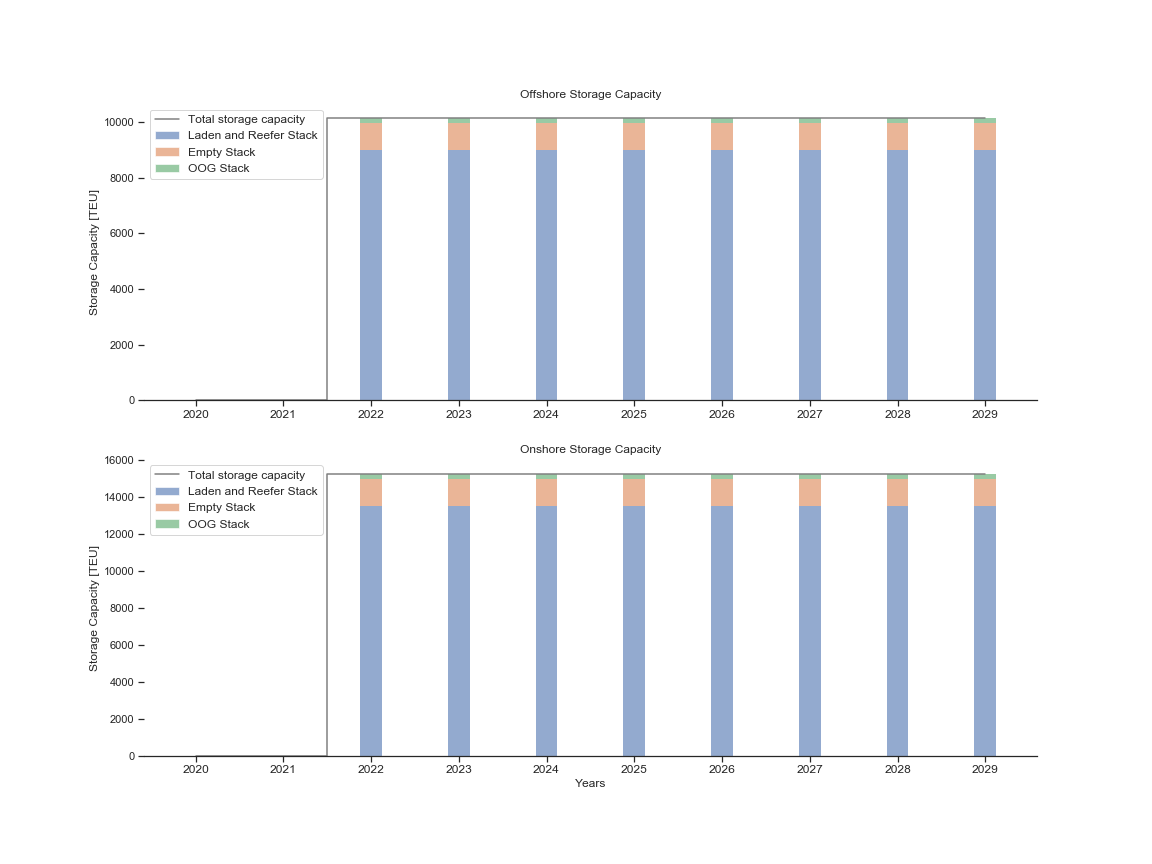 Offshore Storage Capacity
Total storage capacity
Laden and Reefer Stack
Empty Stack
OOG Stack
Storage Capacity [TEU]
10000
8000
6000
4000
2000
0
2020 2021 2022 2023 2024 2025 2026 2027 2028 2029
Onshore Storage Capacity
Total storage capacity
Laden and Reefer Stack
Empty Stack
OOG Stack
Storage Capacity [TEU]
16000
14000
12000
10000
8000
6000
4000
2000
0
2020 2021 2022 2023 2024 2025 2026 2027 2028 2029
Years